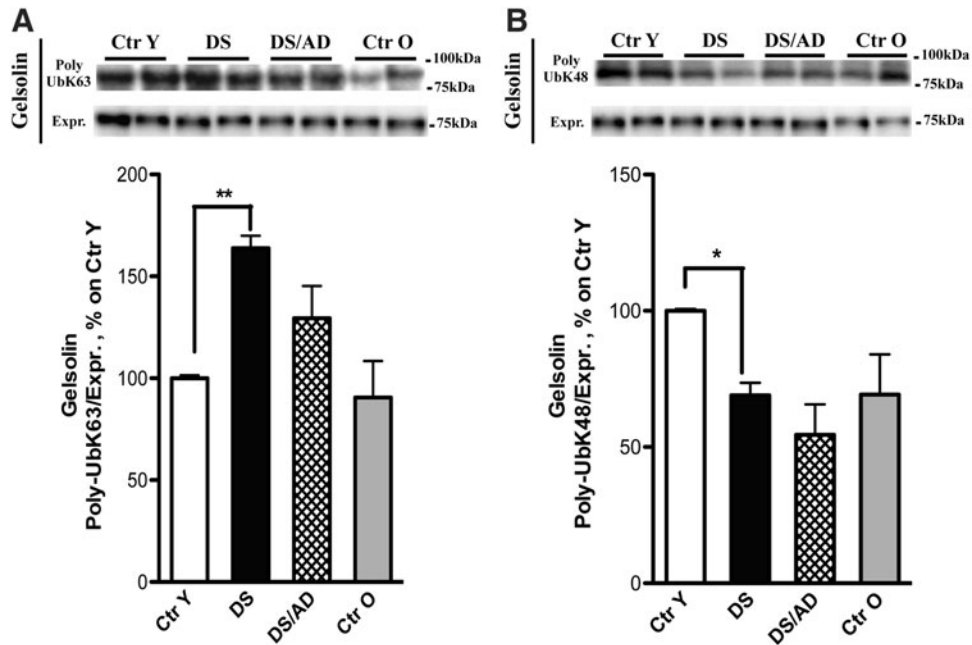 A
Gelsolin
Ctr Y DS DS/AD Ctr O
Poly
UbK63
-100kDa
-75kDa
Expr.
-75kDa
Gelsolin
Poly-UbK63/Expr., % on Ctr Y
200
150
100
50
0
**
Ctr Y DS DS/AD Ctr O
B
Gelsolin
Ctr Y DS DS/AD Ctr O
Poly
UbK48
-100kDa
-75kDa
Expr.
-75kDa
Gelsolin
Poly-UbK48/Expr., % on Ctr Y
150
100
50
0
*
Ctr Y DS DS/AD Ctr O